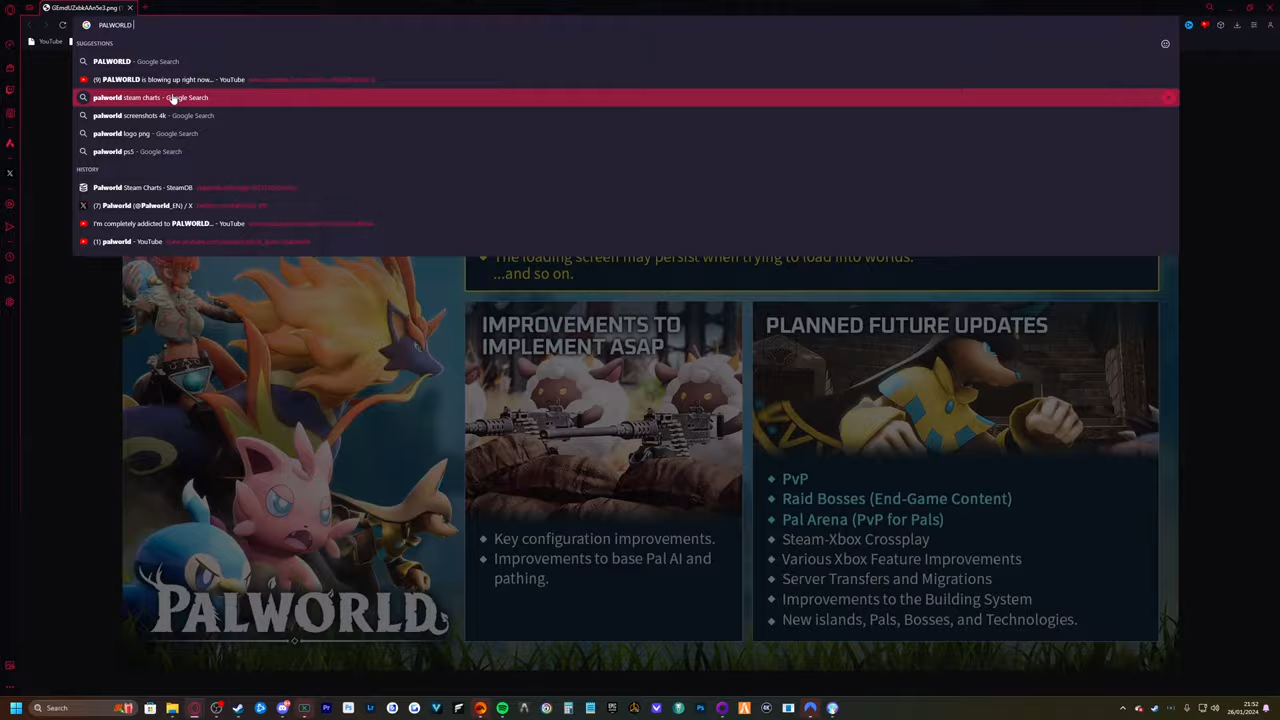 GEmdUZxbkAAn5e3.png (
PALWORLD
YouTube
SUGGESTIONS
PALWORLD - Google Search
(9) PALWORLD is blowing up right now... - YouTube
palworld steam charts - Google Search
palworld screenshots 4k - Google Search
palworld logo png - Google Search
palworld ps5 - Google Search
HISTORY
Palworld Steam Charts - SteamDB
(7) Palworld (@Palworld_EN) / X
I'm completely addicted to PALWORLD... - YouTube
(1) palworld - YouTube
The loading screen may persist when trying to load into worlds.
...and so on.
IMPROVEMENTS TO
IMPLEMENT ASAP
Key configuration improvements.
Improvements to base Pal AI and
pathing.
PLANNED FUTURE UPDATES
PvP
Raid Bosses (End-Game Content)
Pal Arena (PvP for Pals)
Steam-Xbox Crossplay
Various Xbox Feature Improvements
Server Transfers and Migrations
Improvements to the Building System
New islands, Pals, Bosses, and Technologies.
PALWORLD
Search
21:52
26/01/2024